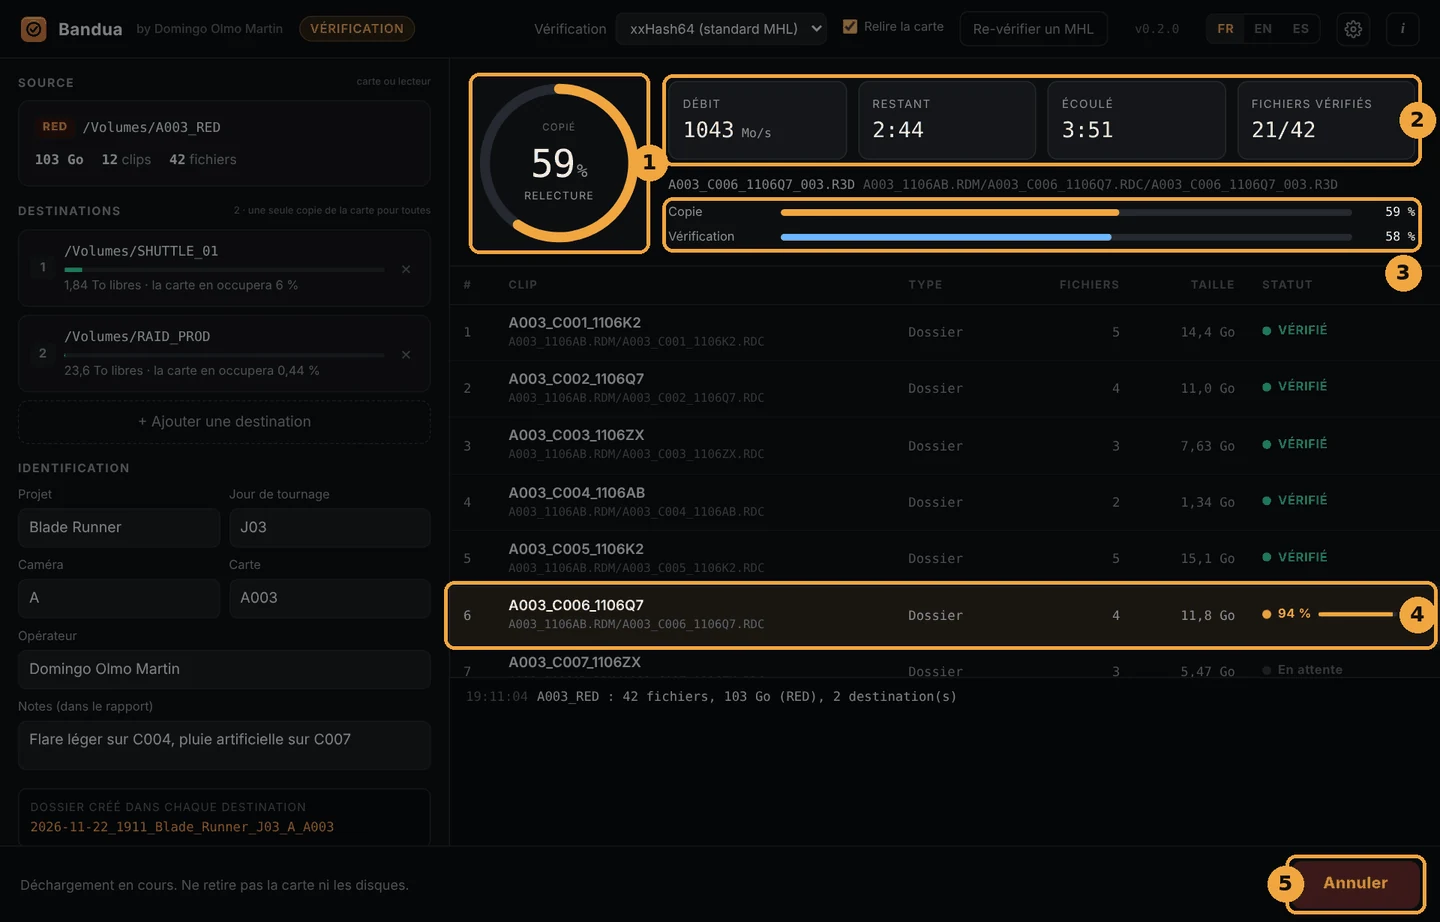 Bandua by Domingo Olmo Martin VÉRIFICATION
Vérification xxHash64 (standard MHL) Relire la carte Re-vérifier un MHL v0.2.0 FR EN ES i
SOURCE carte ou lecteur
RED /Volumes/A003_RED
103 Go 12 clips 42 fichiers
DESTINATIONS 2 · une seule copie de la carte pour toutes
1 /Volumes/SHUTTLE_01 ×
1,84 To libres · la carte en occupera 6 %
2 /Volumes/RAID_PROD ×
23,6 To libres · la carte en occupera 0,44 %
+ Ajouter une destination
IDENTIFICATION
Projet Jour de tournage
Blade Runner J03
Caméra Carte
A A003
Opérateur
Domingo Olmo Martin
Notes (dans le rapport)
Flare léger sur C004, pluie artificielle sur C007
DOSSIER CRÉÉ DANS CHAQUE DESTINATION
2026-11-22_1911_Blade_Runner_J03_A_A003
COPIÉ
59 %
RELECTURE
1
DÉBIT RESTANT ÉCOULÉ FICHIERS VÉRIFIÉS
1043 Mo/s 2:44 3:51 21/42
2
A003_C006_1106Q7_003.R3D A003_1106AB.RDM/A003_C006_1106Q7.RDC/A003_C006_1106Q7_003.R3D
Copie 59 %
Vérification 58 %
3
# CLIP TYPE FICHIERS TAILLE STATUT
1 A003_C001_1106K2 Dossier 5 14,4 Go VÉRIFIÉ
A003_1106AB.RDM/A003_C001_1106K2.RDC
2 A003_C002_1106Q7 Dossier 4 11,0 Go VÉRIFIÉ
A003_1106AB.RDM/A003_C002_1106Q7.RDC
3 A003_C003_1106ZX Dossier 3 7,63 Go VÉRIFIÉ
A003_1106AB.RDM/A003_C003_1106ZX.RDC
4 A003_C004_1106AB Dossier 2 1,34 Go VÉRIFIÉ
A003_1106AB.RDM/A003_C004_1106AB.RDC
5 A003_C005_1106K2 Dossier 5 15,1 Go VÉRIFIÉ
A003_1106AB.RDM/A003_C005_1106K2.RDC
6 A003_C006_1106Q7 Dossier 4 11,8 Go 94 % 4
A003_1106AB.RDM/A003_C006_1106Q7.RDC
7 A003_C007_1106ZX Dossier 3 5,47 Go En attente
19:11:04 A003_RED : 42 fichiers, 103 Go (RED), 2 destination(s)
Déchargement en cours. Ne retire pas la carte ni les disques.
5 Annuler